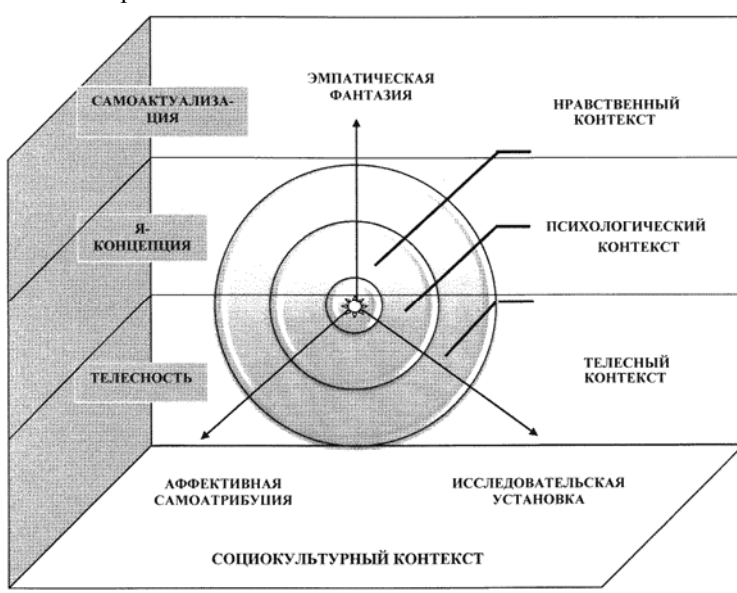 ЭМПАТИЧЕСКАЯ
ФАНТАЗИЯ
САМОАКТУАЛИЗА-
ЦИЯ
НРАВСТВЕННЫЙ
КОНТЕКСТ
Я-
КОНЦЕПЦИЯ
ПСИХОЛОГИЧЕСКИЙ
КОНТЕКСТ
ТЕЛЕСНОСТЬ
ТЕЛЕСНЫЙ
КОНТЕКСТ
АФФЕКТИВНАЯ
САМОАТРИБУЦИЯ
ИССЛЕДОВАТЕЛЬСКАЯ
УСТАНОВКА
СОЦИОКУЛЬТУРНЫЙ КОНТЕКСТ